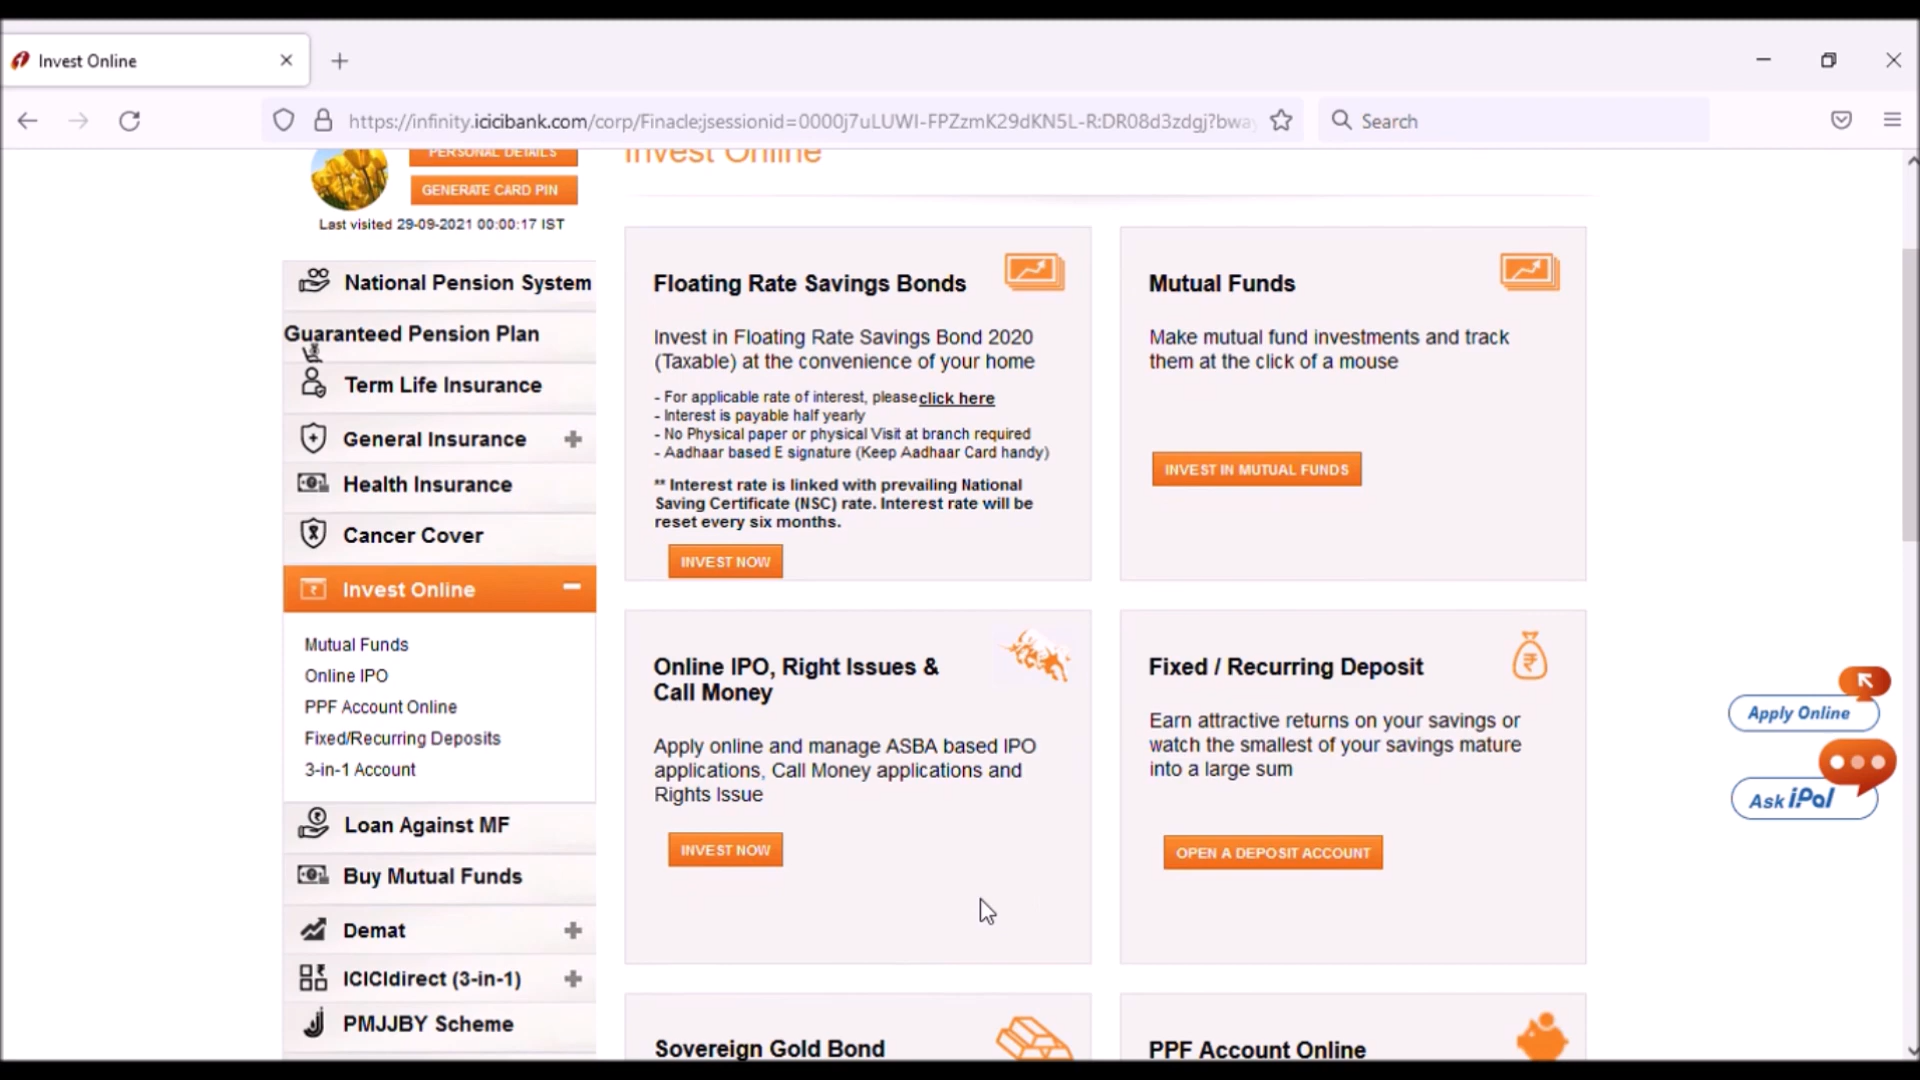 Invest Online
https://infinity.icicibank.com/corp/Finacle;jsessionid=0000j7uLUWI-FPZzmK29dKN5L-R:DR08d3zdgj?bway
Search
PERSONAL DETAILS
GENERATE CARD PIN
Last visited 29-09-2021 00:00:17 IST
National Pension System
Guaranteed Pension Plan
Term Life Insurance
General Insurance
Health Insurance
Cancer Cover
Invest Online
Mutual Funds
Online IPO
PPF Account Online
Fixed/Recurring Deposits
3-in-1 Account
Loan Against MF
Buy Mutual Funds
Demat
ICICIdirect (3-in-1)
PMJJBY Scheme
Invest Online
Floating Rate Savings Bonds
Invest in Floating Rate Savings Bond 2020
(Taxable) at the convenience of your home
- For applicable rate of interest, please click here
- Interest is payable half yearly
- No Physical paper or physical Visit at branch required
- Aadhaar based E signature (Keep Aadhaar Card handy)
** Interest rate is linked with prevailing National
Saving Certificate (NSC) rate. Interest rate will be
reset every six months.
INVEST NOW
Mutual Funds
Make mutual fund investments and track
them at the click of a mouse
INVEST IN MUTUAL FUNDS
Online IPO, Right Issues &
Call Money
Apply online and manage ASBA based IPO
applications, Call Money applications and
Rights Issue
INVEST NOW
Fixed / Recurring Deposit
Earn attractive returns on your savings or
watch the smallest of your savings mature
into a large sum
OPEN A DEPOSIT ACCOUNT
Sovereign Gold Bond
PPF Account Online
Apply Online
Ask iPal